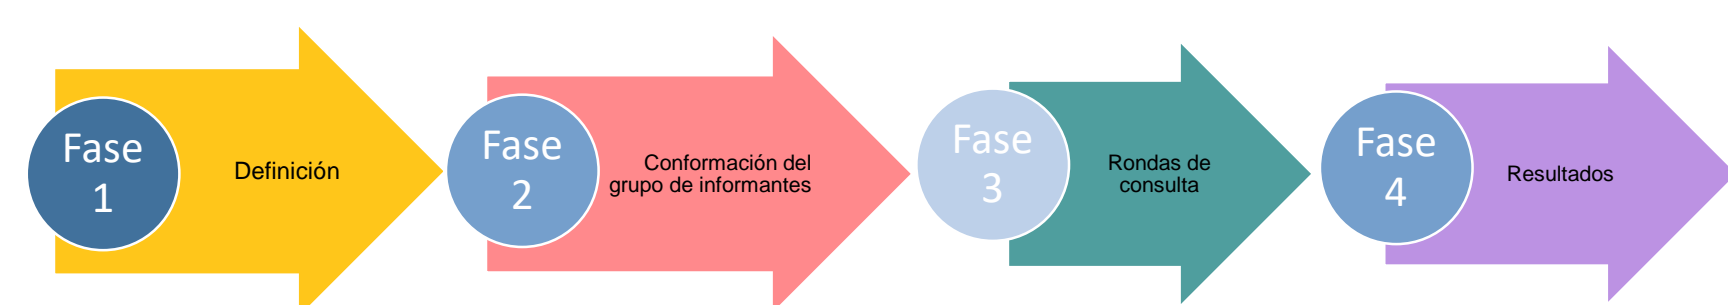 Fase
1
Definición
Fase
2
Conformación del
grupo de informantes
Fase
3
Rondas de
consulta
Fase
4
Resultados